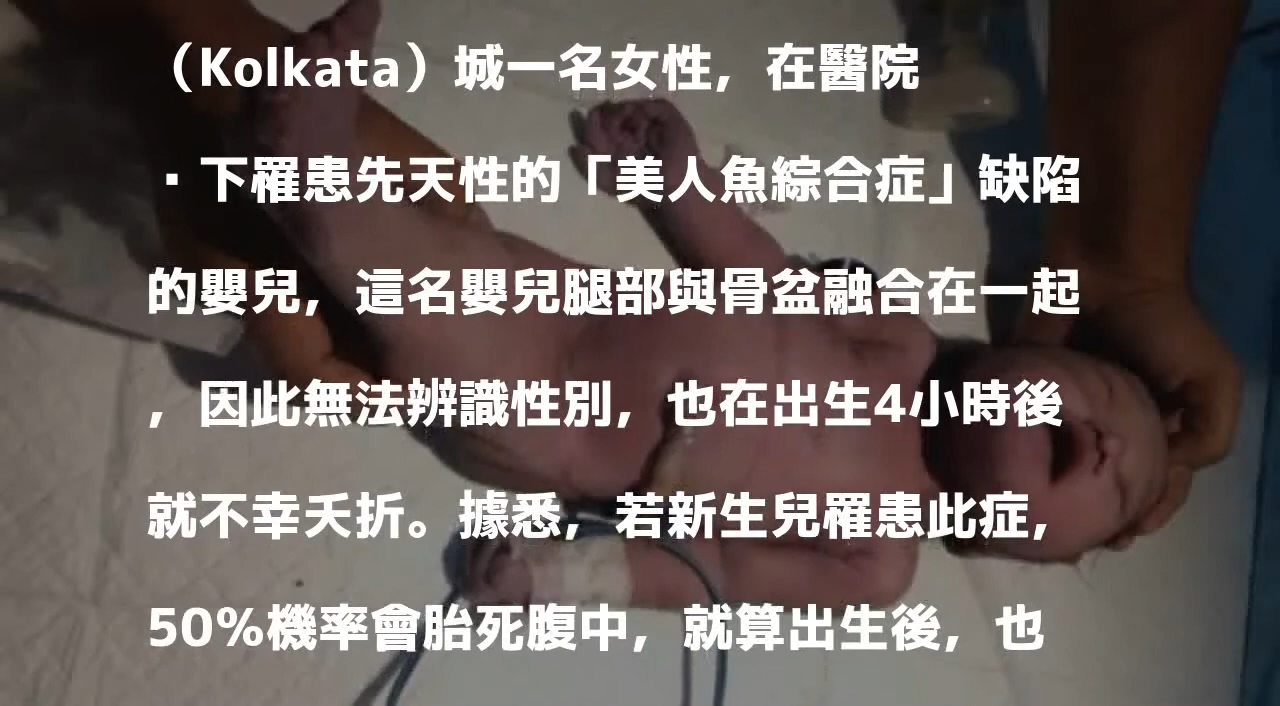 （Kolkata）城一名女性，在醫院
下罹患先天性的「美人魚綜合症」缺陷
的嬰兒，這名嬰兒腿部與骨盆融合在一起
，因此無法辨識性別，也在出生4小時後
就不幸夭折。據悉，若新生兒罹患此症，
50%機率會胎死腹中，就算出生後，也